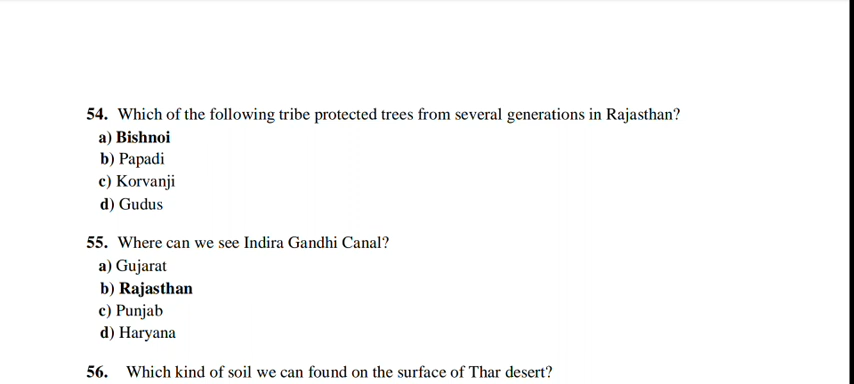 54. Which of the following tribe protected trees from several generations in Rajasthan?
a) Bishnoi
b) Papadi
c) Korvanji
d) Gudus
55. Where can we see Indira Gandhi Canal?
a) Gujarat
b) Rajasthan
c) Punjab
d) Haryana
56. Which kind of soil we can found on the surface of Thar desert?